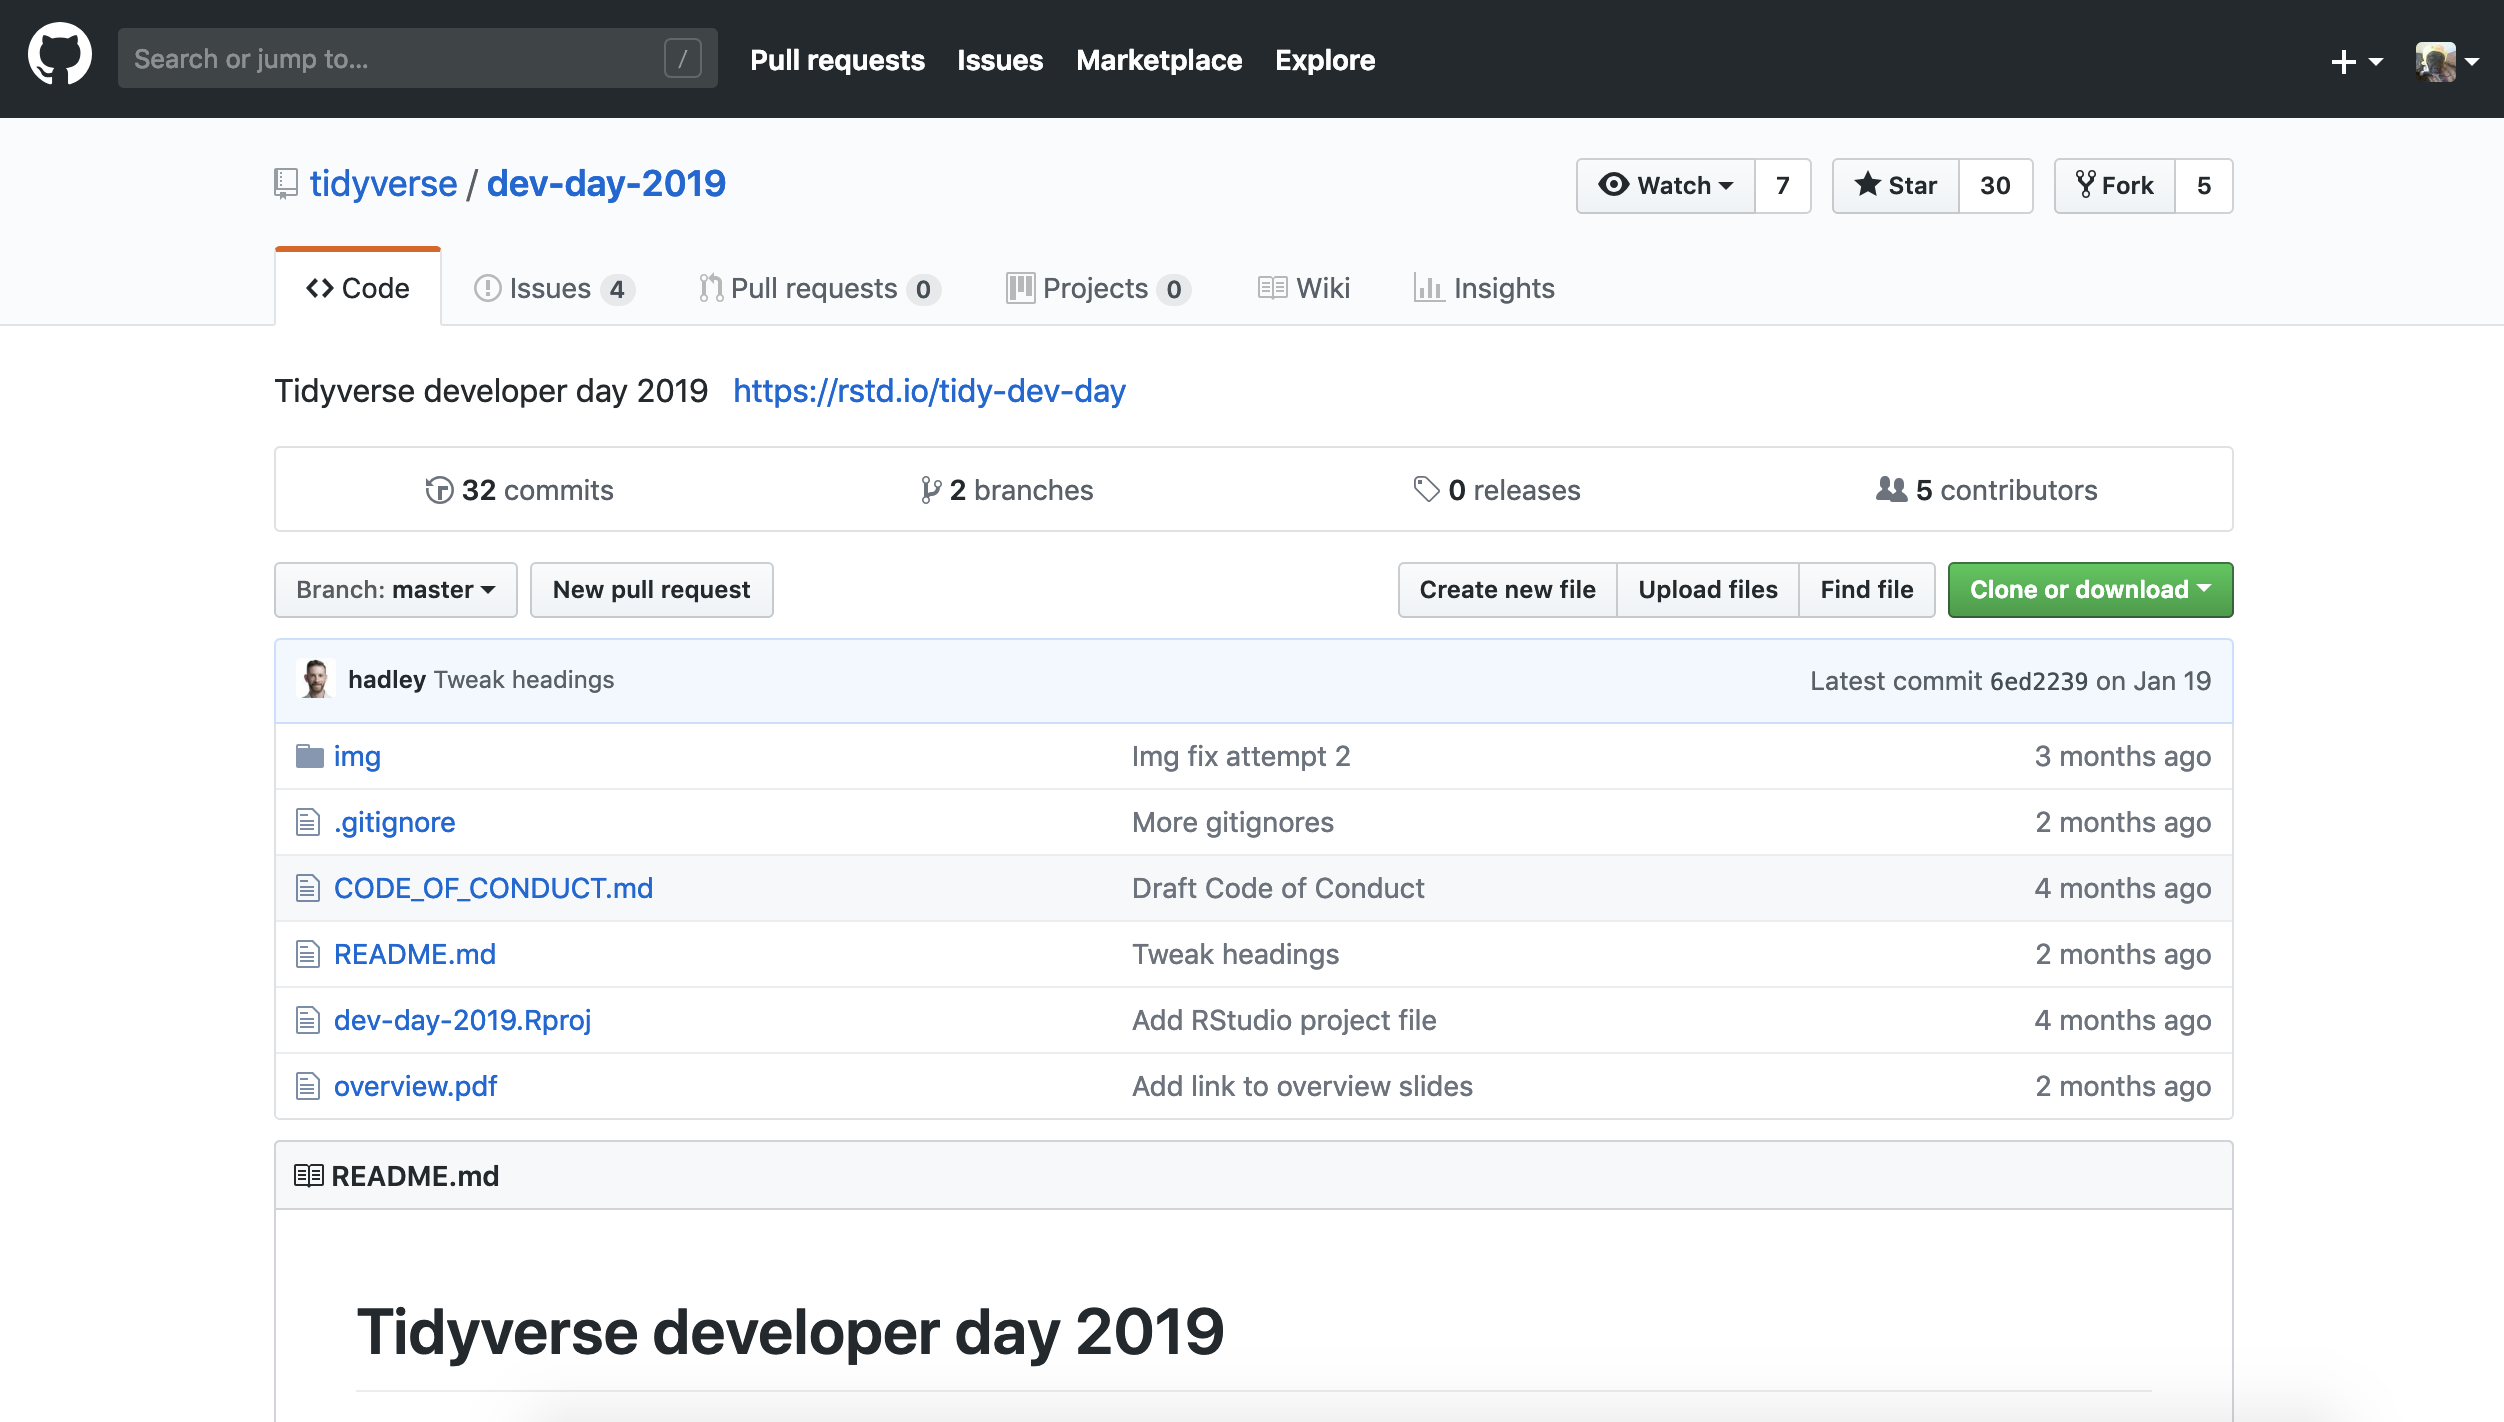 Search or jump to... / Pull requests Issues Marketplace Explore
tidyverse / dev-day-2019 Watch 7 Star 30 Fork 5
Code Issues 4 Pull requests 0 Projects 0 Wiki Insights
Tidyverse developer day 2019 https://rstd.io/tidy-dev-day
32 commits 2 branches 0 releases 5 contributors
Branch: master New pull request Create new file Upload files Find file Clone or download
hadley Tweak headings Latest commit 6ed2239 on Jan 19
img Img fix attempt 2 3 months ago
.gitignore More gitignores 2 months ago
CODE_OF_CONDUCT.md Draft Code of Conduct 4 months ago
README.md Tweak headings 2 months ago
dev-day-2019.Rproj Add RStudio project file 4 months ago
overview.pdf Add link to overview slides 2 months ago
README.md
Tidyverse developer day 2019